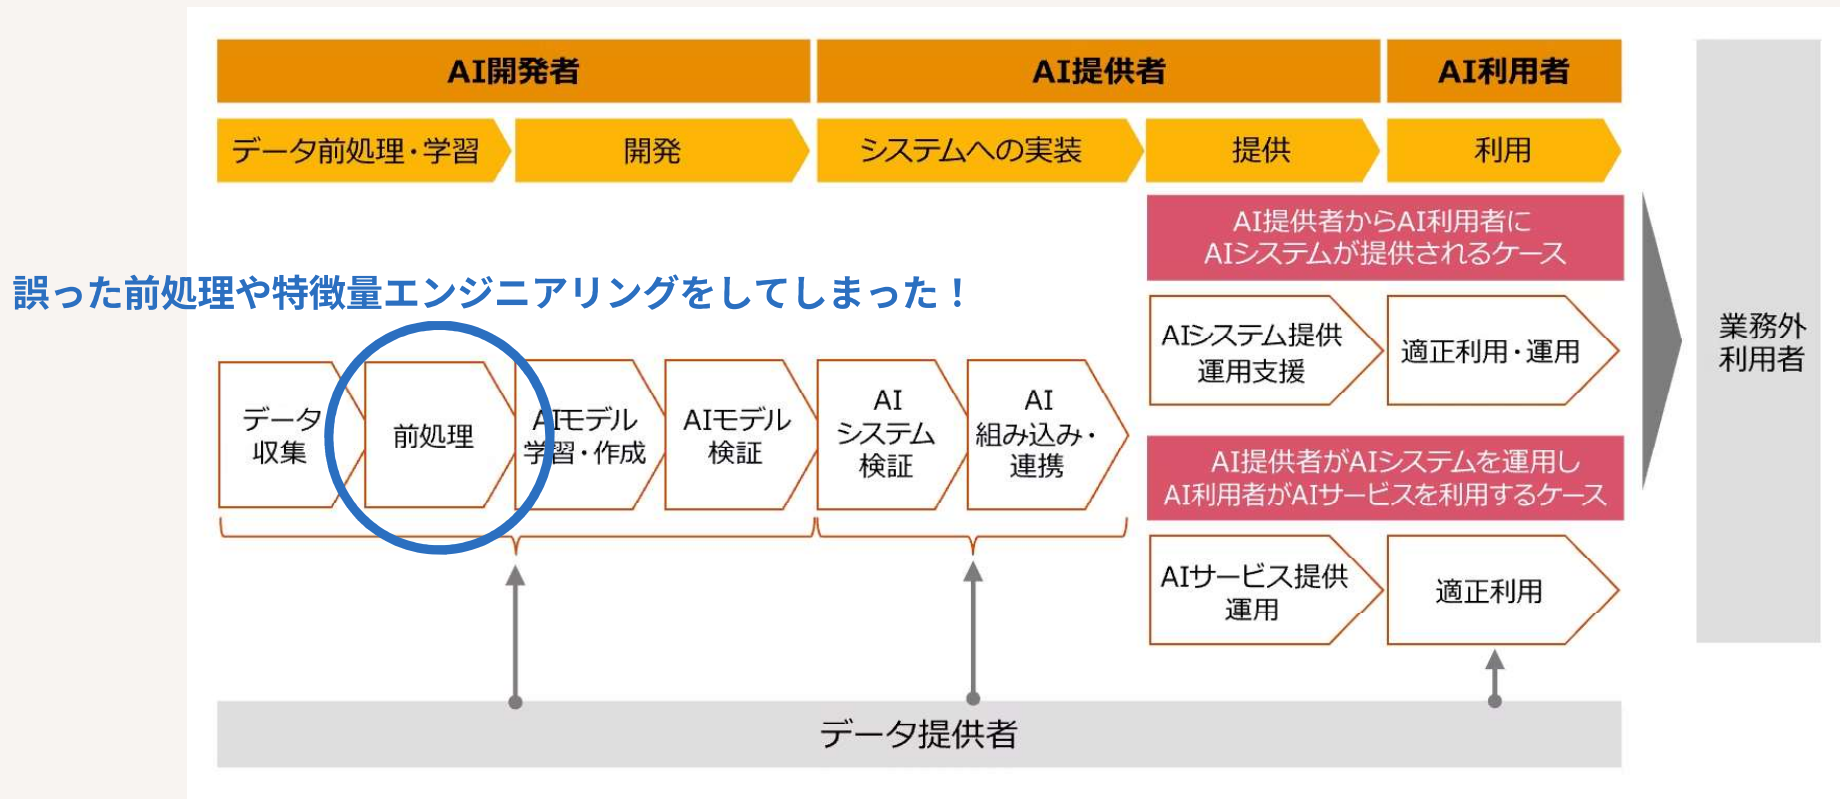 AI開発者
AI提供者
AI利用者
データ前処理・学習
開発
システムへの実装
提供
利用
AI提供者からAI利用者に
AIシステムが提供されるケース
誤った前処理や特徴量エンジニアリングをしてしまった！
データ
収集
前処理
AIモデル
学習・作成
AIモデル
検証
AI
システム
検証
AI
組み込み・
連携
AIシステム提供
運用支援
適正利用・運用
AI提供者がAIシステムを運用し
AI利用者がAIサービスを利用するケース
AIサービス提供
運用
適正利用
業務外
利用者
データ提供者